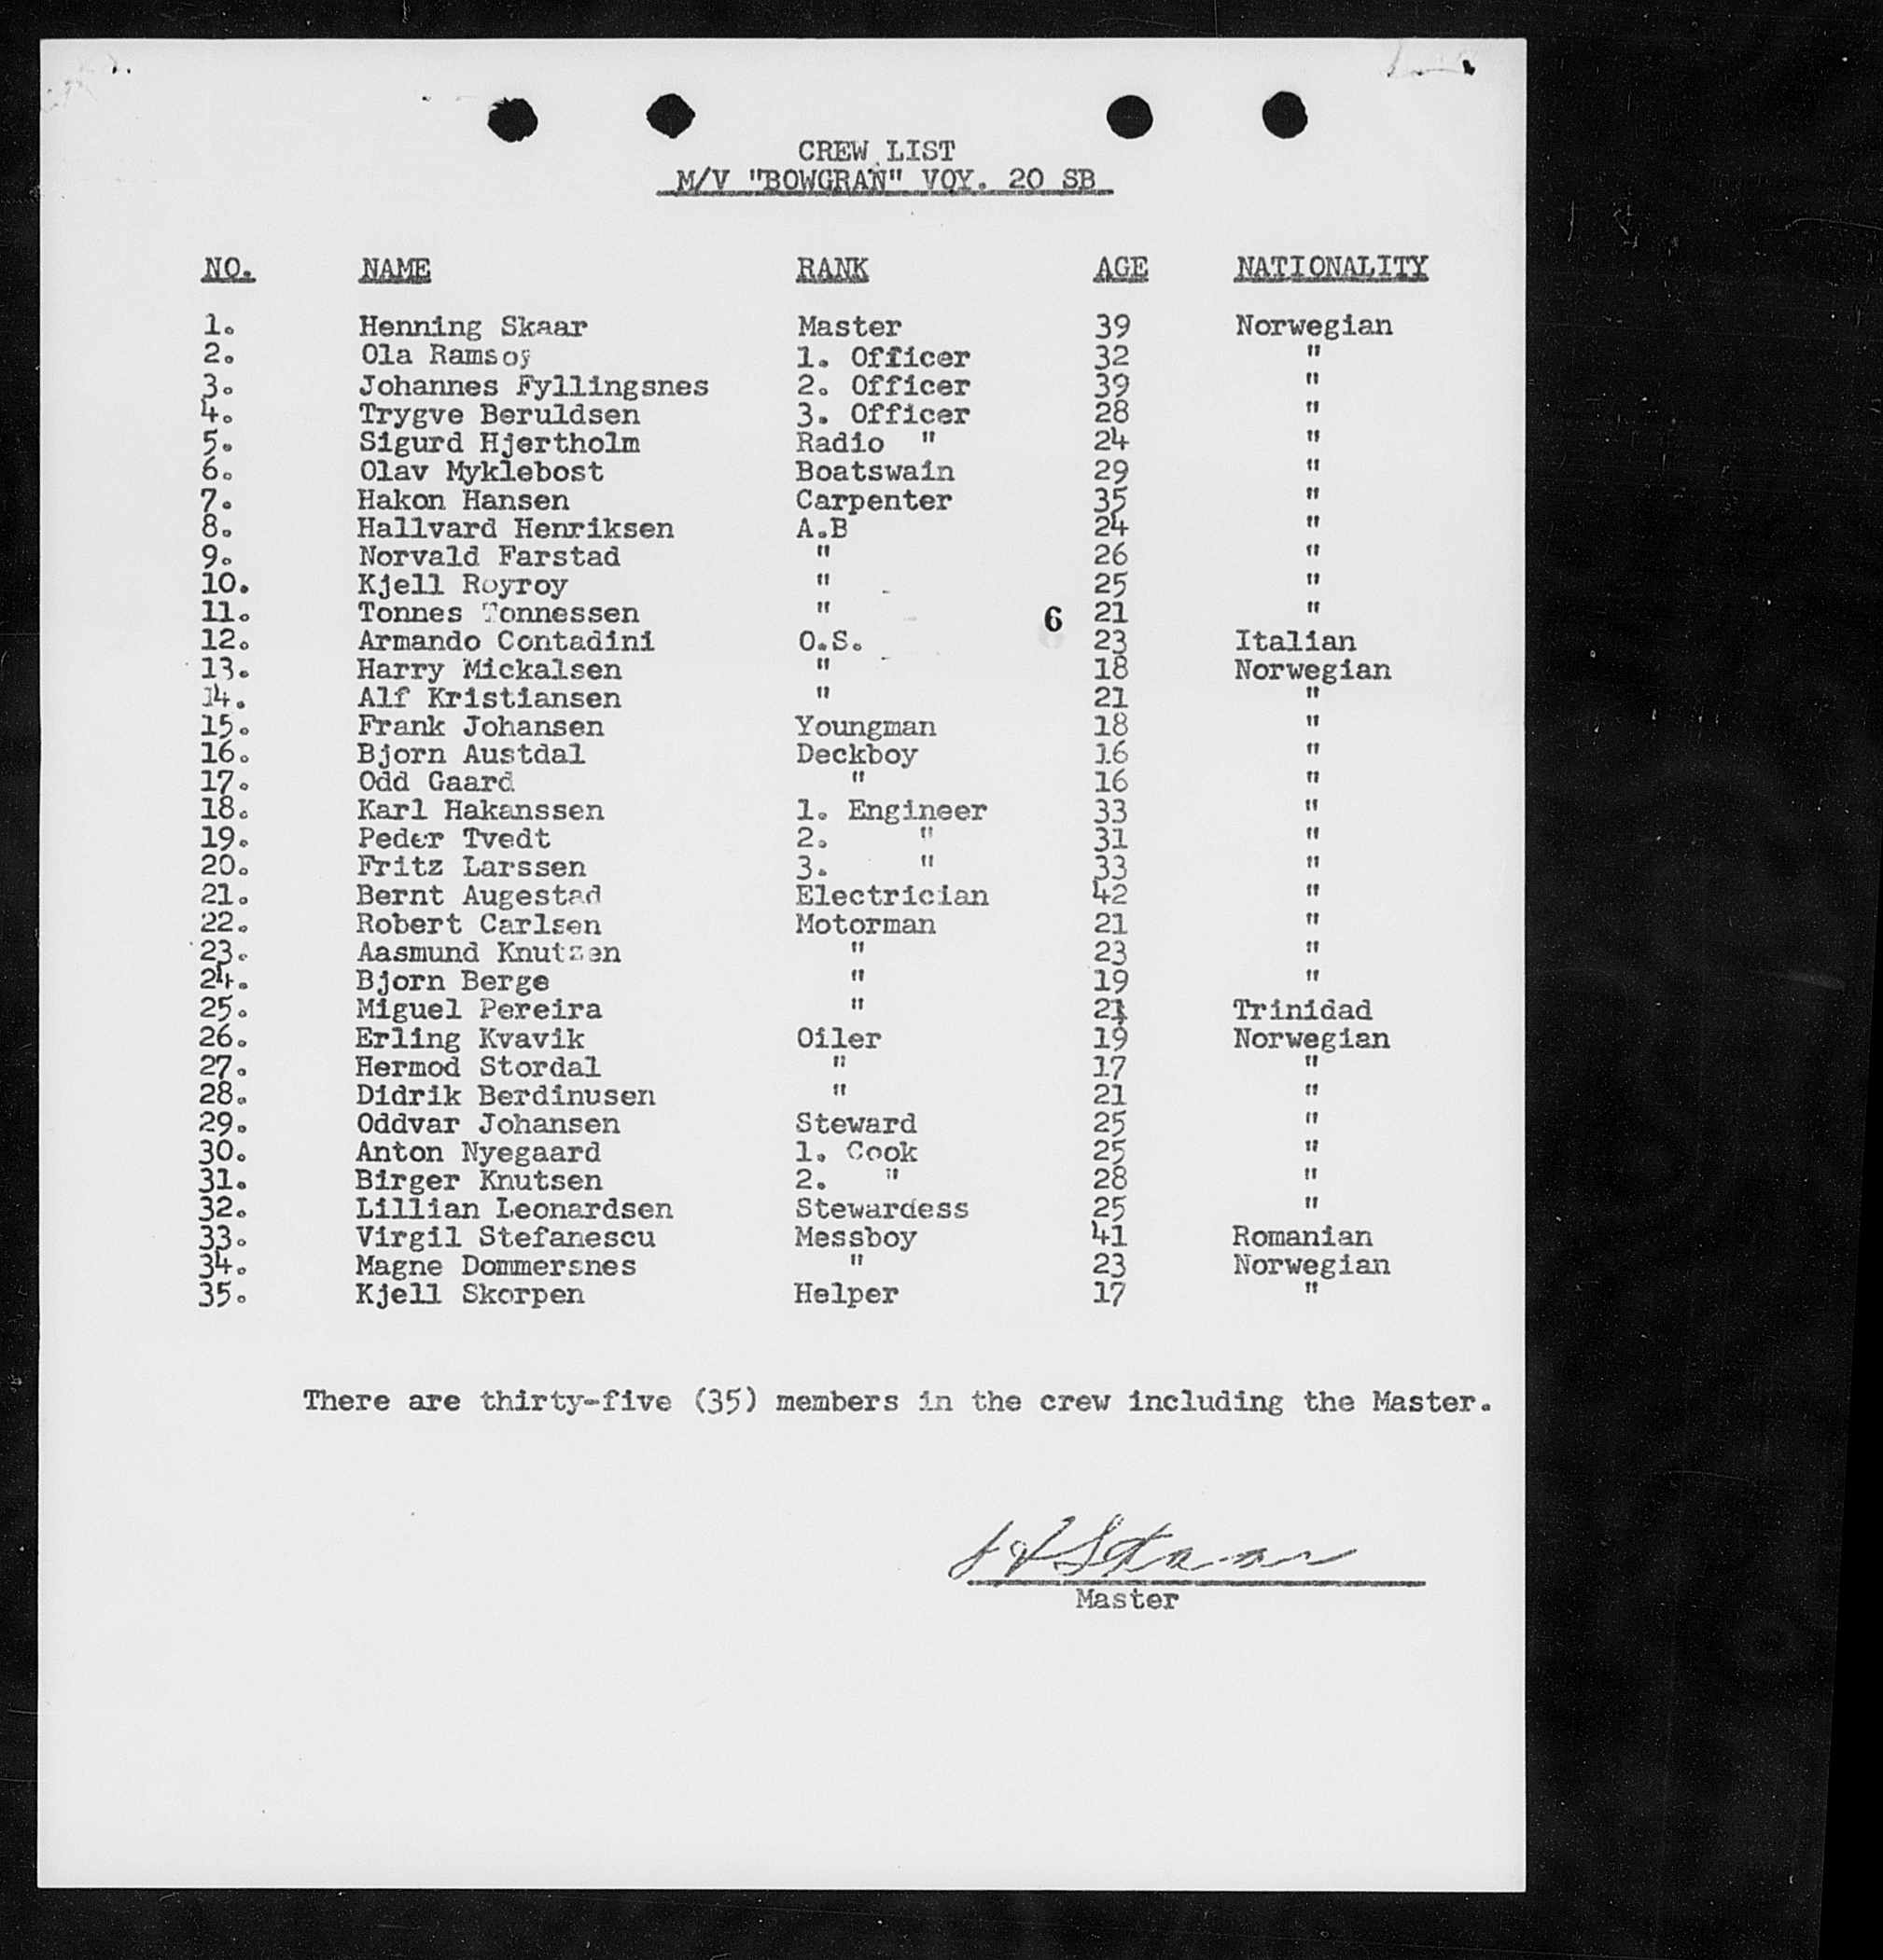 CREW LIST
M/V "BOWGRAN" VOY. 20 SB
NO. NAME RANK AGE NATIONALITY
1. Henning Skaar Master 39 Norwegian
2. Ola Ramsoy 1. Officer 32 "
3. Johannes Fyllingsnes 2. Officer 39 "
4. Trygve Beruldsen 3. Officer 28 "
5. Sigurd Hjertholm Radio " 24 "
6. Olav Myklebost Boatswain 29 "
7. Hakon Hansen Carpenter 35 "
8. Hallvard Henriksen A.B 24 "
9. Norvald Farstad " 26 "
10. Kjell Royroy " 25 "
11. Tonnes Tonnessen " 6 21 "
12. Armando Contadini O.S. 23 Italian
13. Harry Mickalsen " 18 Norwegian
14. Alf Kristiansen " 21 "
15. Frank Johansen Youngman 18 "
16. Bjorn Austdal Deckboy 16 "
17. Odd Gaard " 16 "
18. Karl Hakanssen 1. Engineer 33 "
19. Peder Tvedt 2. " 31 "
20. Fritz Larssen 3. " 33 "
21. Bernt Augestad Electrician 42 "
22. Robert Carlsen Motorman 21 "
23. Aasmund Knutzen " 23 "
24. Bjorn Berge " 19 "
25. Miguel Pereira " 21 Trinidad
26. Erling Kvavik Oiler 19 Norwegian
27. Hermod Stordal " 17 "
28. Didrik Berdinusen " 21 "
29. Oddvar Johansen Steward 25 "
30. Anton Nyegaard 1. Cook 25 "
31. Birger Knutsen 2. " 28 "
32. Lillian Leonardsen Stewardess 25 "
33. Virgil Stefanescu Messboy 41 Romanian
34. Magne Dommersnes " 23 Norwegian
35. Kjell Skorpen Helper 17 "
There are thirty-five (35) members in the crew including the Master.
Skaar
Master